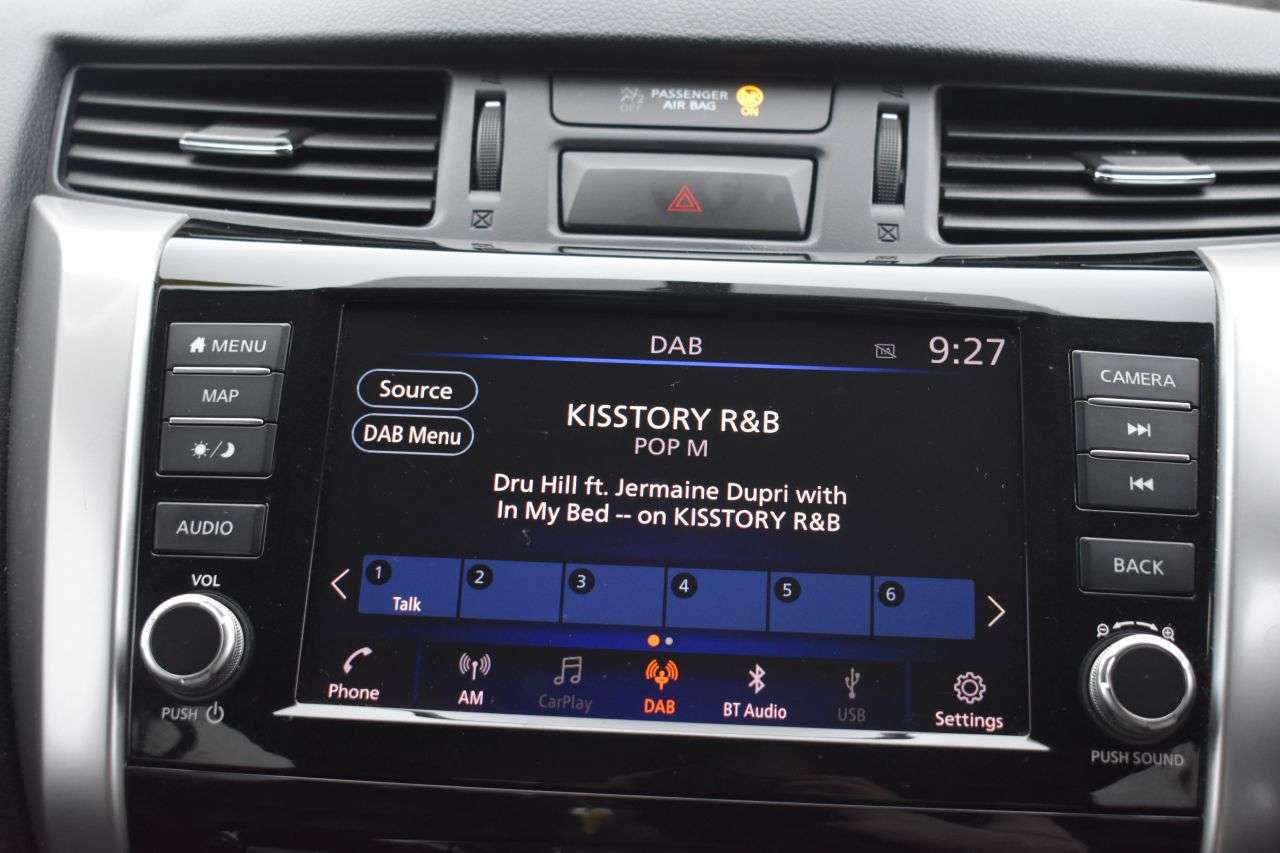 PASSENGER
AIR BAG
OFF
ON
MENU
MAP
AUDIO
VOL
PUSH
DAB
9:27
Source
DAB Menu
KISSTORY R&B
POP M
Dru Hill ft. Jermaine Dupri with
In My Bed -- on KISSTORY R&B
1 2 3 4 5 6
Talk
Phone
AM
CarPlay
DAB
BT Audio
USB
Settings
CAMERA
BACK
PUSH SOUND